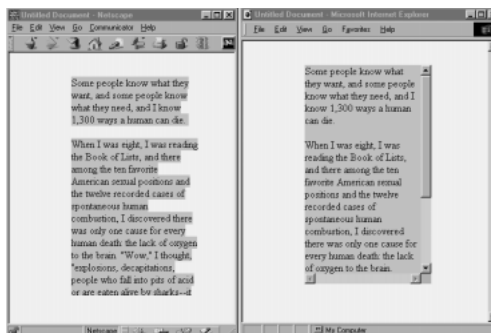 Untitled Document - Netscape
File Edit View Go Communicator Help
Some people know what they
want, and some people know
what they need, and I know
1,300 ways a human can die.
When I was eight, I was reading
the Book of Lists, and there
among the ten favorite
American sexual positions and
the twelve recorded cases of
spontaneous human
combustion, I discovered there
was only one cause for every
human death: the lack of oxygen
to the brain. "Wow," I thought,
"explosions, decapitations,
people who fall into pits of acid
or are eaten alive by sharks--it
Netscape
Untitled Document - Microsoft Internet Explorer
File Edit View Go Favorites Help
Some people know what
they want, and some people
know what they need, and I
know 1,300 ways a human
can die.
When I was eight, I was
reading the Book of Lists,
and there among the ten
favorite American sexual
positions and the twelve
recorded cases of
spontaneous human
combustion, I discovered
there was only one cause for
every human death: the lack
of oxygen to the brain.
My Computer